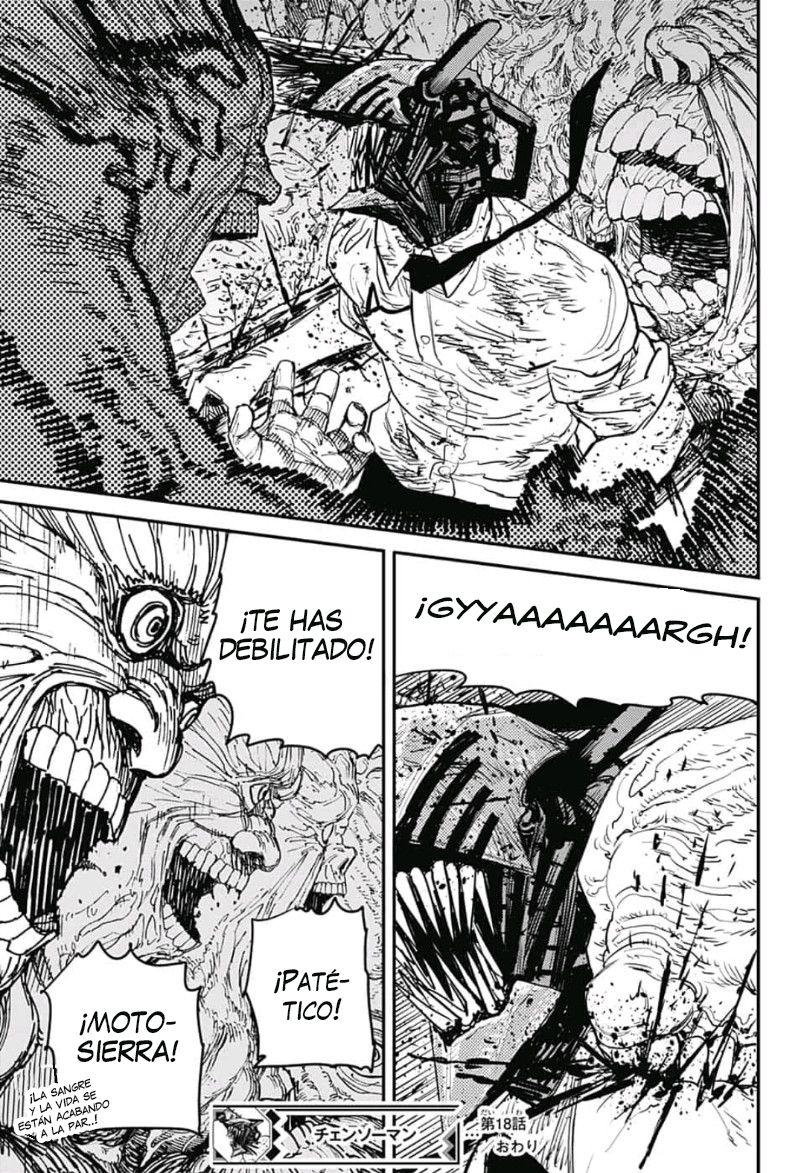 ¡GYYAAAAAAAARGH!
¡TE HAS
DEBILITADO!
¡PATÉ-
TICO!
¡MOTO-
SIERRA!
¡LA SANGRE
Y LA VIDA SE
ESTÁN ACABANDO
A LA PAR..!
チェンソーマン
第18話
おわり